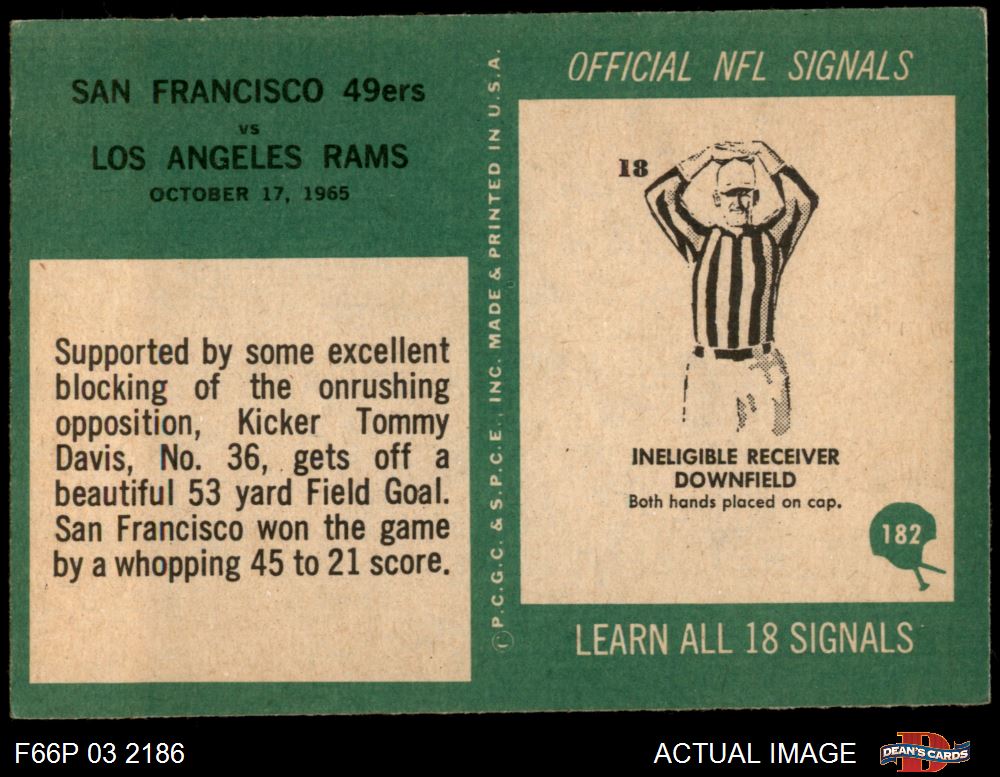 SAN FRANCISCO 49ers
vs
LOS ANGELES RAMS
OCTOBER 17, 1965
Supported by some excellent
blocking of the onrushing
opposition, Kicker Tommy
Davis, No. 36, gets off a
beautiful 53 yard Field Goal.
San Francisco won the game
by a whopping 45 to 21 score.
© P.C.G.C. & S.P.C.E., INC. MADE & PRINTED IN U.S.A.
OFFICIAL NFL SIGNALS
18
INELIGIBLE RECEIVER
DOWNFIELD
Both hands placed on cap.
182
LEARN ALL 18 SIGNALS
F66P 03 2186
ACTUAL IMAGE
D
DEAN'S CARDS